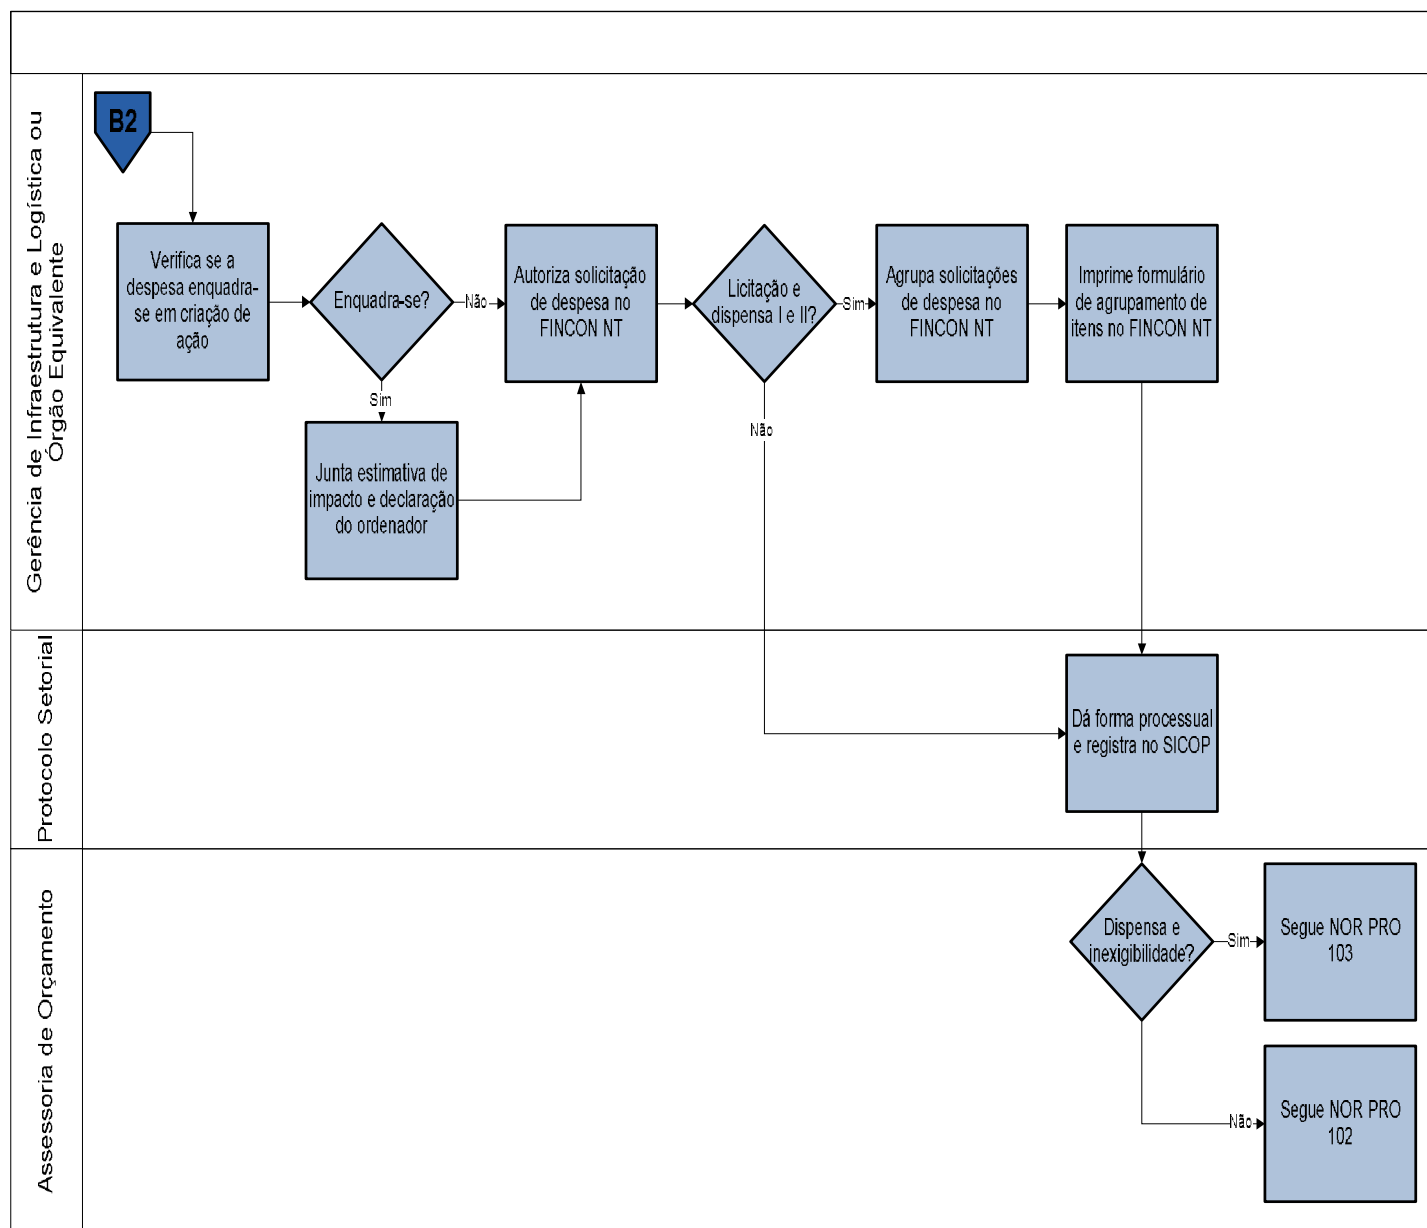 Gerência de Infraestrutura e Logística ou
Órgão Equivalente
B2
Verifica se a
despesa enquadra-
se em criação de
ação
Enquadra-se?
Não
Sim
Junta estimativa de
impacto e declaração
do ordenador
Autoriza solicitação
de despesa no
FINCON NT
Licitação e
dispensa I e II?
Sim
Não
Agrupa solicitações
de despesa no
FINCON NT
Imprime formulário
de agrupamento de
itens no FINCON NT
Protocolo Setorial
Dá forma processual
e registra no SICOP
Assessoria de Orçamento
Dispensa e
inexigibilidade?
Sim
Segue NOR PRO
103
Não
Segue NOR PRO
102